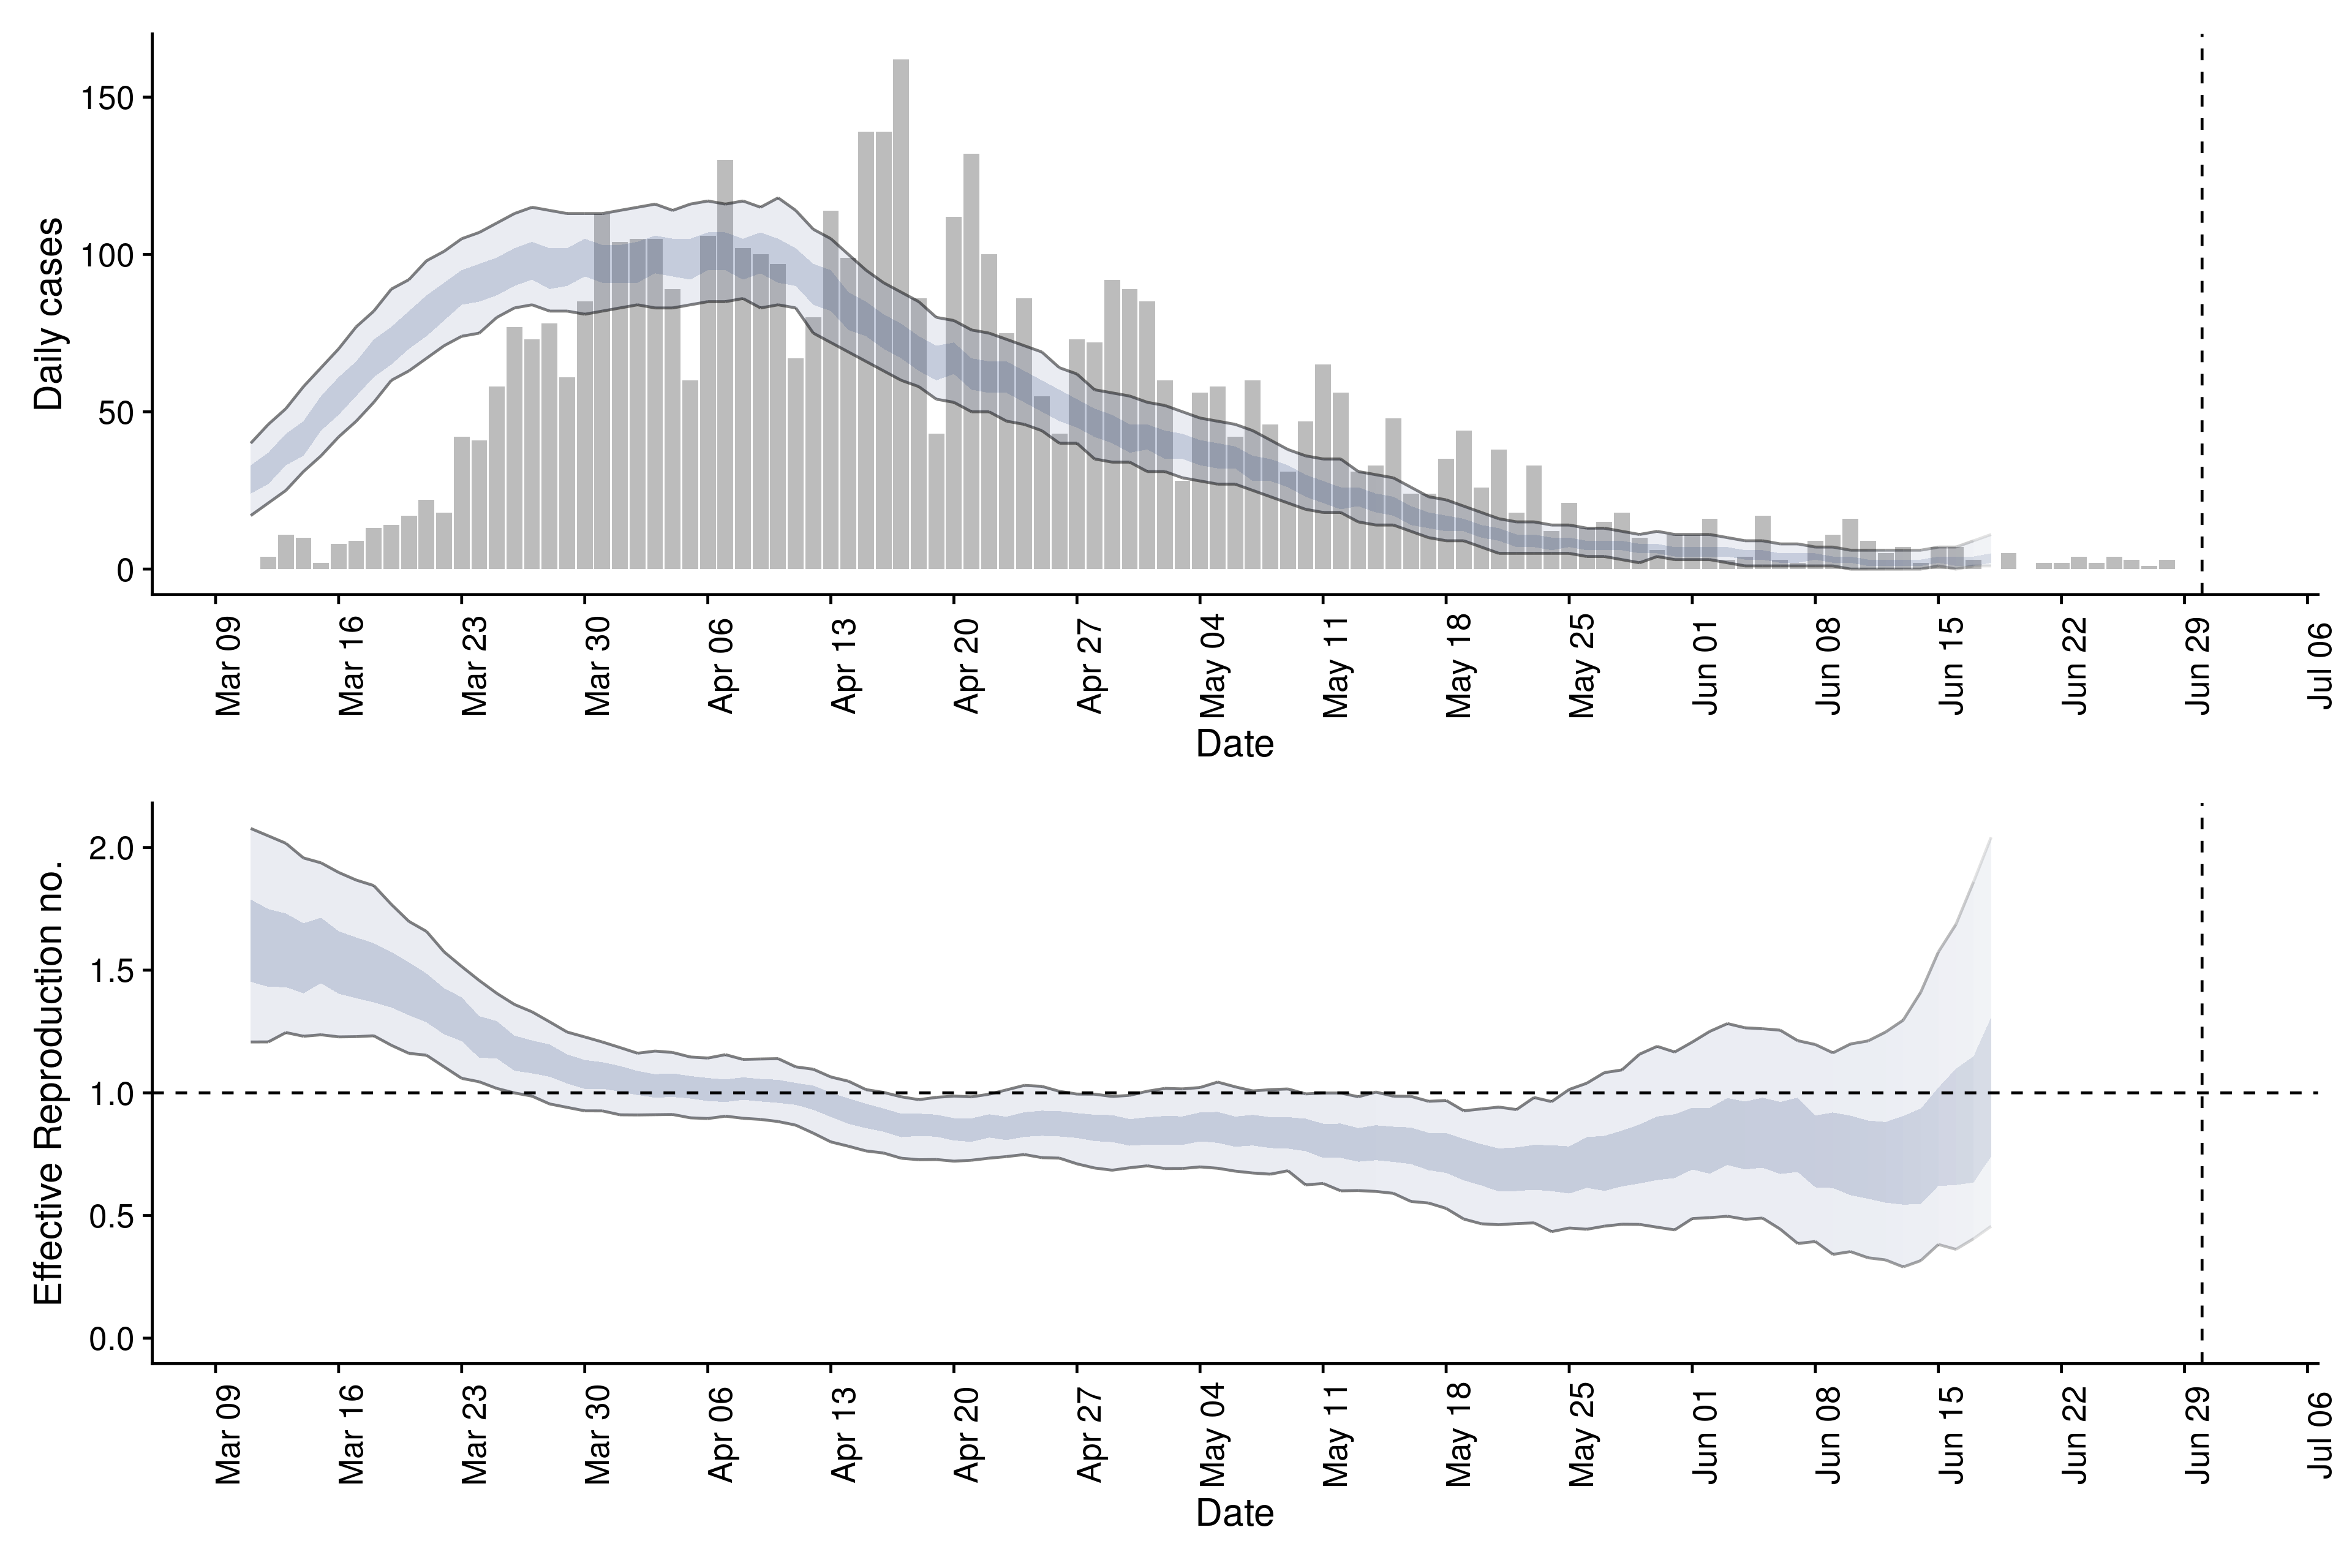 Daily cases
150
100
50
0
Mar 09
Mar 16
Mar 23
Mar 30
Apr 06
Apr 13
Apr 20
Apr 27
May 04
May 11
May 18
May 25
Jun 01
Jun 08
Jun 15
Jun 22
Jun 29
Jul 06
Date
Effective Reproduction no.
2.0
1.5
1.0
0.5
0.0
Mar 09
Mar 16
Mar 23
Mar 30
Apr 06
Apr 13
Apr 20
Apr 27
May 04
May 11
May 18
May 25
Jun 01
Jun 08
Jun 15
Jun 22
Jun 29
Jul 06
Date